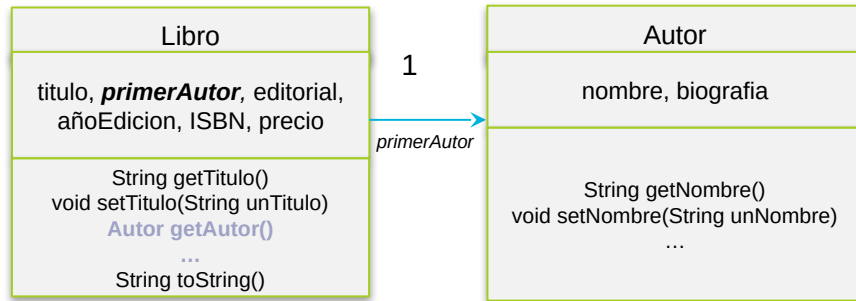 Libro
titulo, primerAutor, editorial,
añoEdicion, ISBN, precio
String getTitulo()
void setTitulo(String unTitulo)
Autor getAutor()
...
String toString()
1
primerAutor
Autor
nombre, biografia
String getNombre()
void setNombre(String unNombre)
…